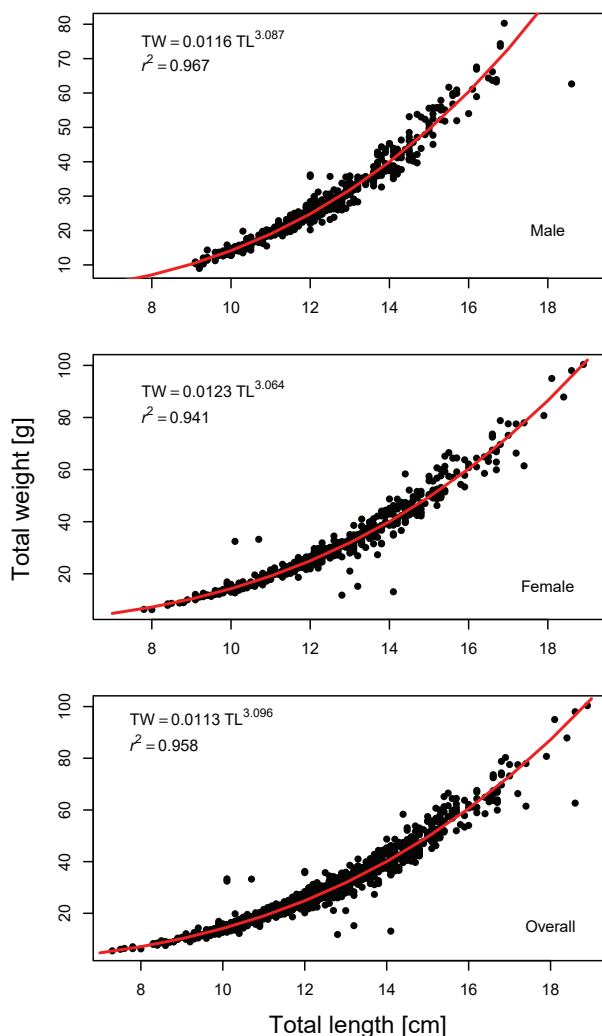 80
70
60
50
40
30
20
10
TW = 0.0116 TL^3.087
r^2 = 0.967
Male
8 10 12 14 16 18
Total weight [g]
100
80
60
40
20
TW = 0.0123 TL^3.064
r^2 = 0.941
Female
8 10 12 14 16 18
100
80
60
40
20
TW = 0.0113 TL^3.096
r^2 = 0.958
Overall
8 10 12 14 16 18
Total length [cm]